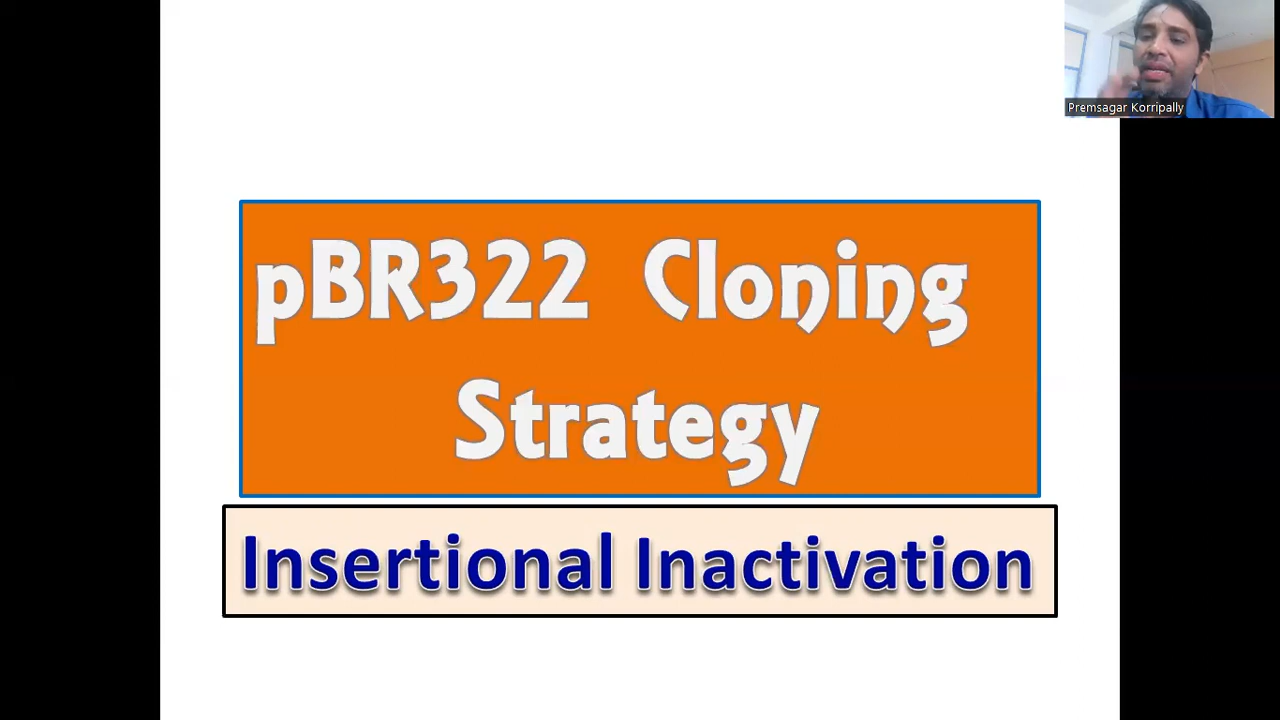 Premsagar Korripally
pBR322 Cloning
Strategy
Insertional Inactivation